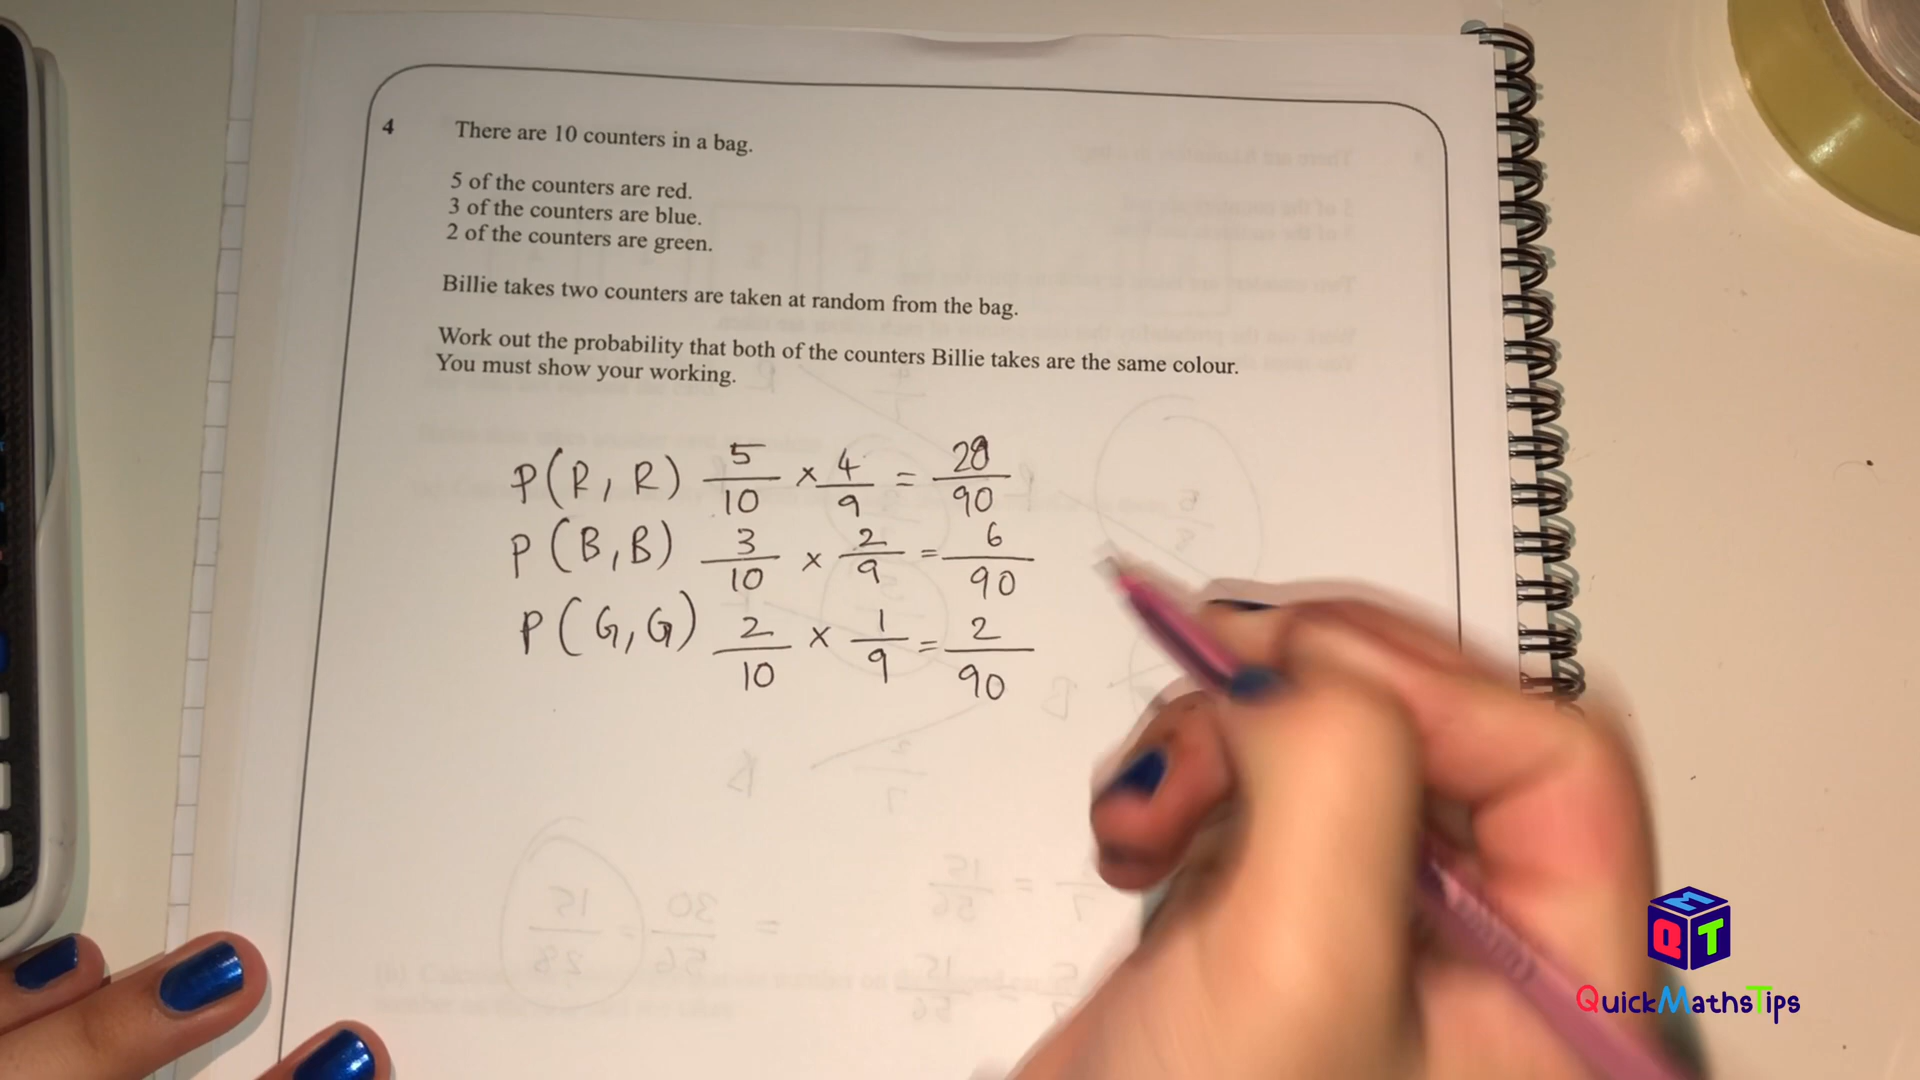 4 There are 10 counters in a bag.
5 of the counters are red.
3 of the counters are blue.
2 of the counters are green.
Billie takes two counters are taken at random from the bag.
Work out the probability that both of the counters Billie takes are the same colour.
You must show your working.
P(R, R) 5/10 × 4/9 = 20/90
P(B, B) 3/10 × 2/9 = 6/90
P(G, G) 2/10 × 1/9 = 2/90
QMT
QuickMathsTips